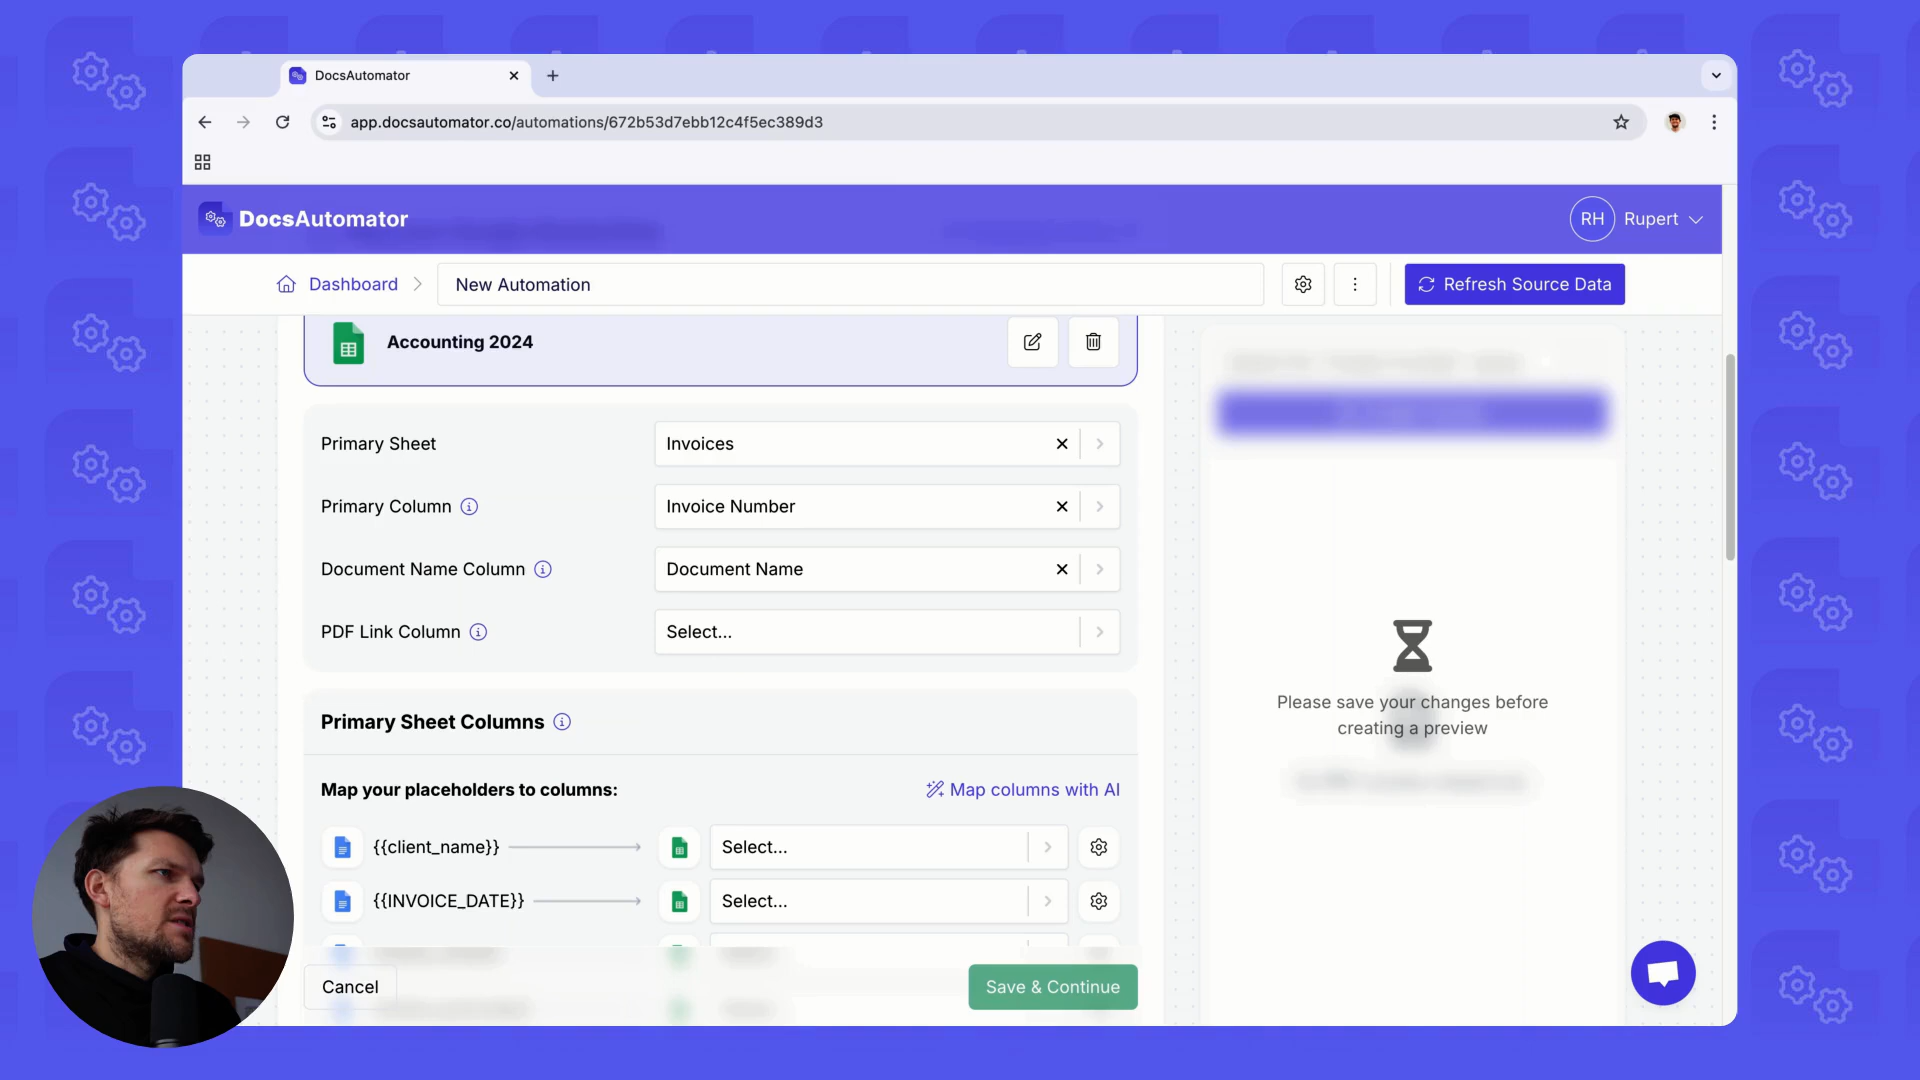 DocsAutomator
app.docsautomator.co/automations/672b53d7ebb12c4f5ec389d3
DocsAutomator
RH Rupert
Dashboard
New Automation
Refresh Source Data
Accounting 2024
Primary Sheet
Invoices
Primary Column
Invoice Number
Document Name Column
Document Name
PDF Link Column
Select...
Please save your changes before
creating a preview
Primary Sheet Columns
Map your placeholders to columns:
Map columns with AI
{{client_name}}
Select...
{{INVOICE_DATE}}
Select...
Cancel
Save & Continue